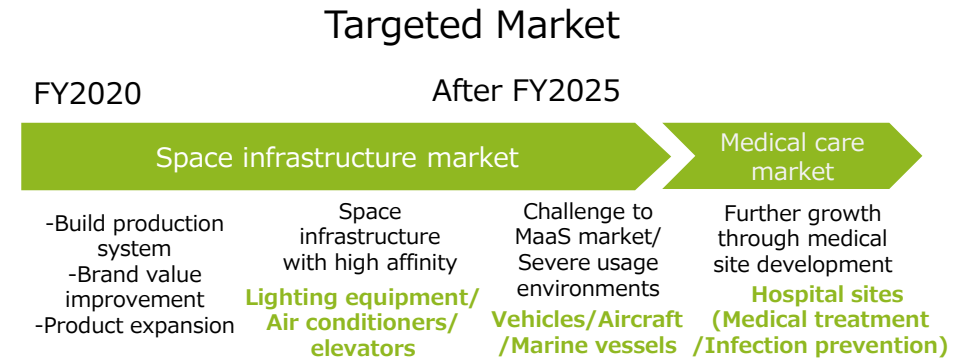 Targeted Market
FY2020
After FY2025
Space infrastructure market
Medical care
market
-Build production
system
-Brand value
improvement
-Product expansion
Space
infrastructure
with high affinity
Lighting equipment/
Air conditioners/
elevators
Challenge to
MaaS market/
Severe usage
environments
Vehicles/Aircraft
/Marine vessels
Further growth
through medical
site development
Hospital sites
(Medical treatment
/Infection prevention)